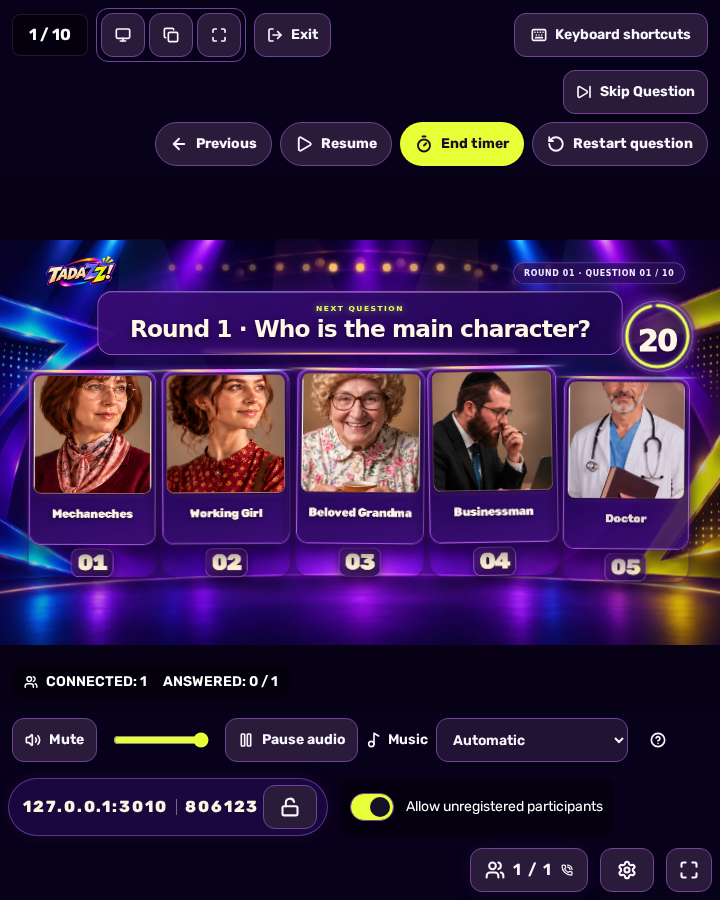 1 / 10
Exit
Keyboard shortcuts
Skip Question
Previous
Resume
End timer
Restart question
TADAZZ!
ROUND 01 · QUESTION 01 / 10
NEXT QUESTION
Round 1 · Who is the main character?
20
Mechaneches
Working Girl
Beloved Grandma
Businessman
Doctor
01
02
03
04
05
CONNECTED: 1
ANSWERED: 0 / 1
Mute
Pause audio
Music
Automatic
127.0.0.1:3010
806123
Allow unregistered participants
1 / 1